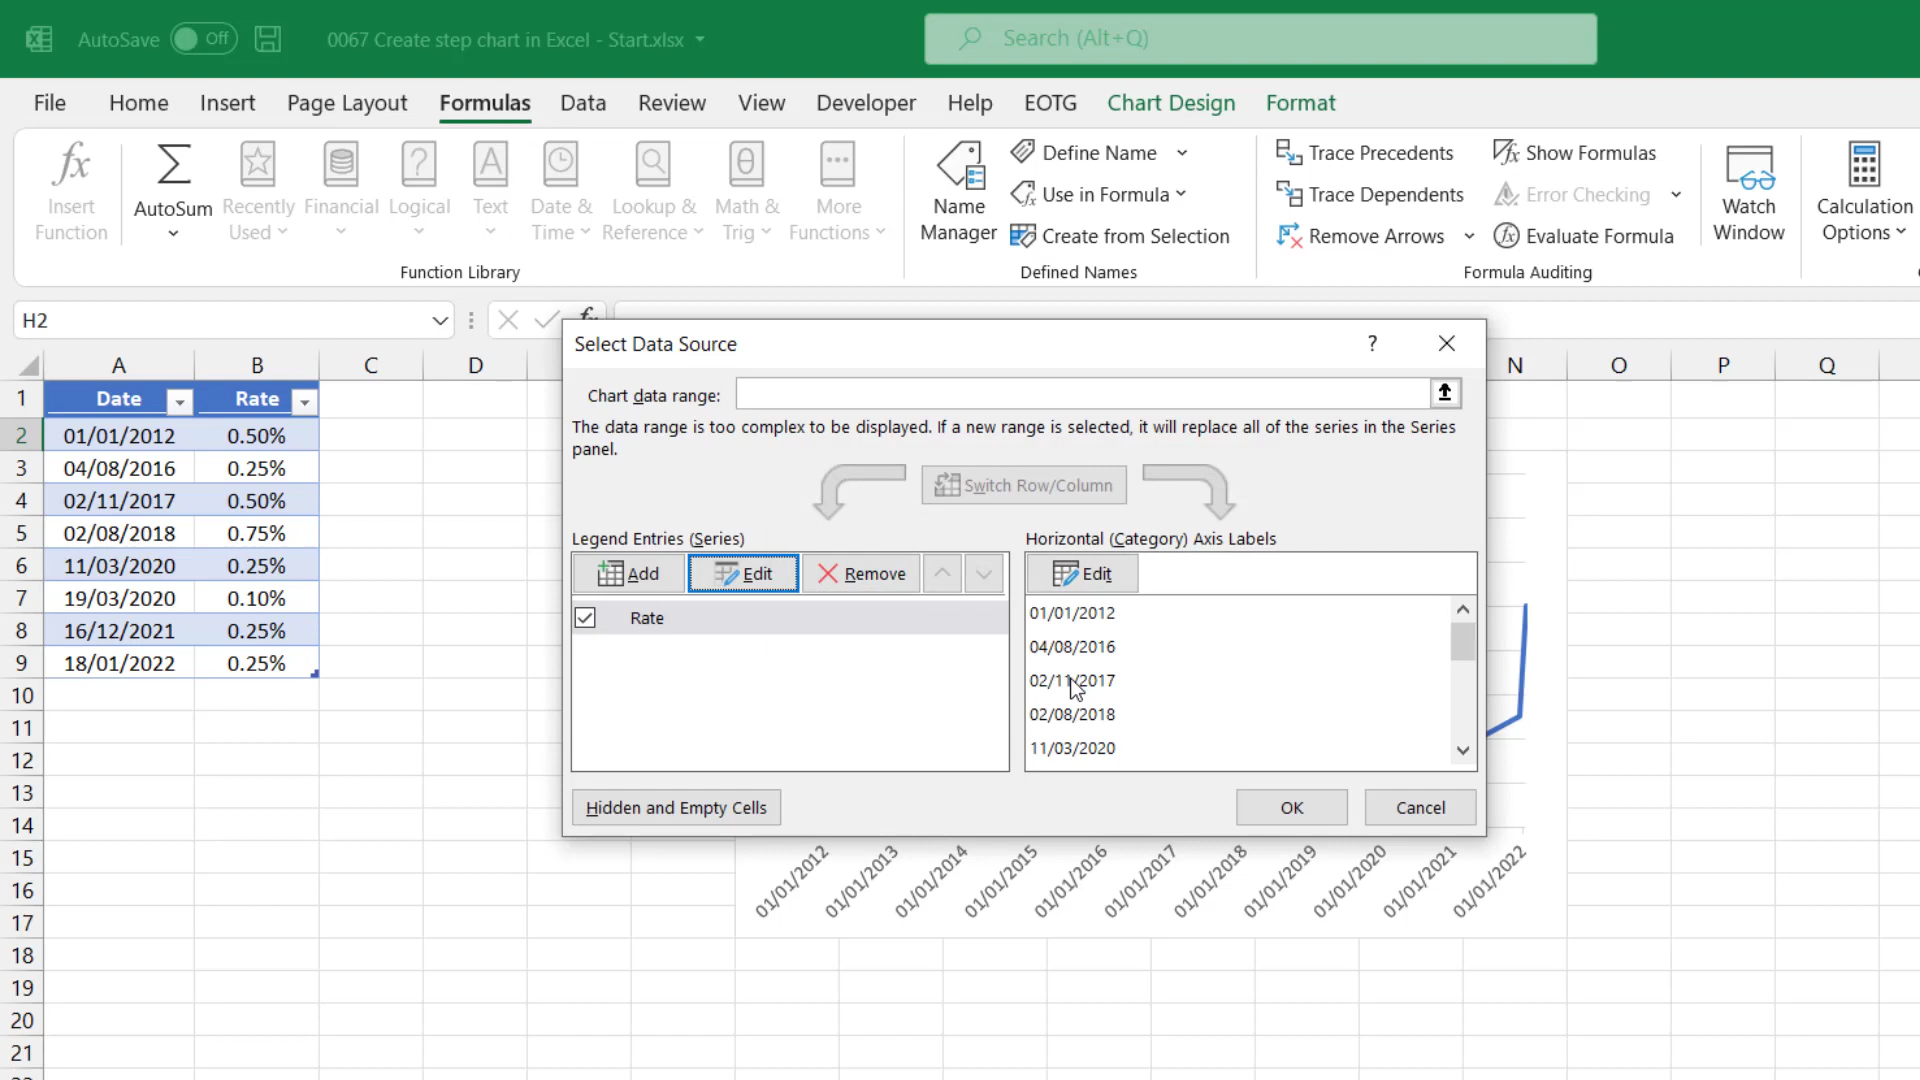 AutoSave Off 0067 Create step chart in Excel - Start.xlsx Search (Alt+Q)
File Home Insert Page Layout Formulas Data Review View Developer Help EOTG Chart Design Format
Insert Function
AutoSum
Recently Used
Financial
Logical
Text
Date & Time
Lookup & Reference
Math & Trig
More Functions
Function Library
Name Manager
Define Name
Use in Formula
Create from Selection
Defined Names
Trace Precedents
Trace Dependents
Remove Arrows
Show Formulas
Error Checking
Evaluate Formula
Formula Auditing
Watch Window
Calculation Options
H2
A B C D N O P Q
1 Date Rate
2 01/01/2012 0.50%
3 04/08/2016 0.25%
4 02/11/2017 0.50%
5 02/08/2018 0.75%
6 11/03/2020 0.25%
7 19/03/2020 0.10%
8 16/12/2021 0.25%
9 18/01/2022 0.25%
10
11
12
13
14
15
16
17
18
19
20
21
Select Data Source ?
Chart data range:
The data range is too complex to be displayed. If a new range is selected, it will replace all of the series in the Series
panel.
Switch Row/Column
Legend Entries (Series)
Add Edit Remove
Rate
Horizontal (Category) Axis Labels
Edit
01/01/2012
04/08/2016
02/11/2017
02/08/2018
11/03/2020
Hidden and Empty Cells OK Cancel
01/01/2012 01/01/2013 01/01/2014 01/01/2015 01/01/2016 01/01/2017 01/01/2018 01/01/2019 01/01/2020 01/01/2021 01/01/2022